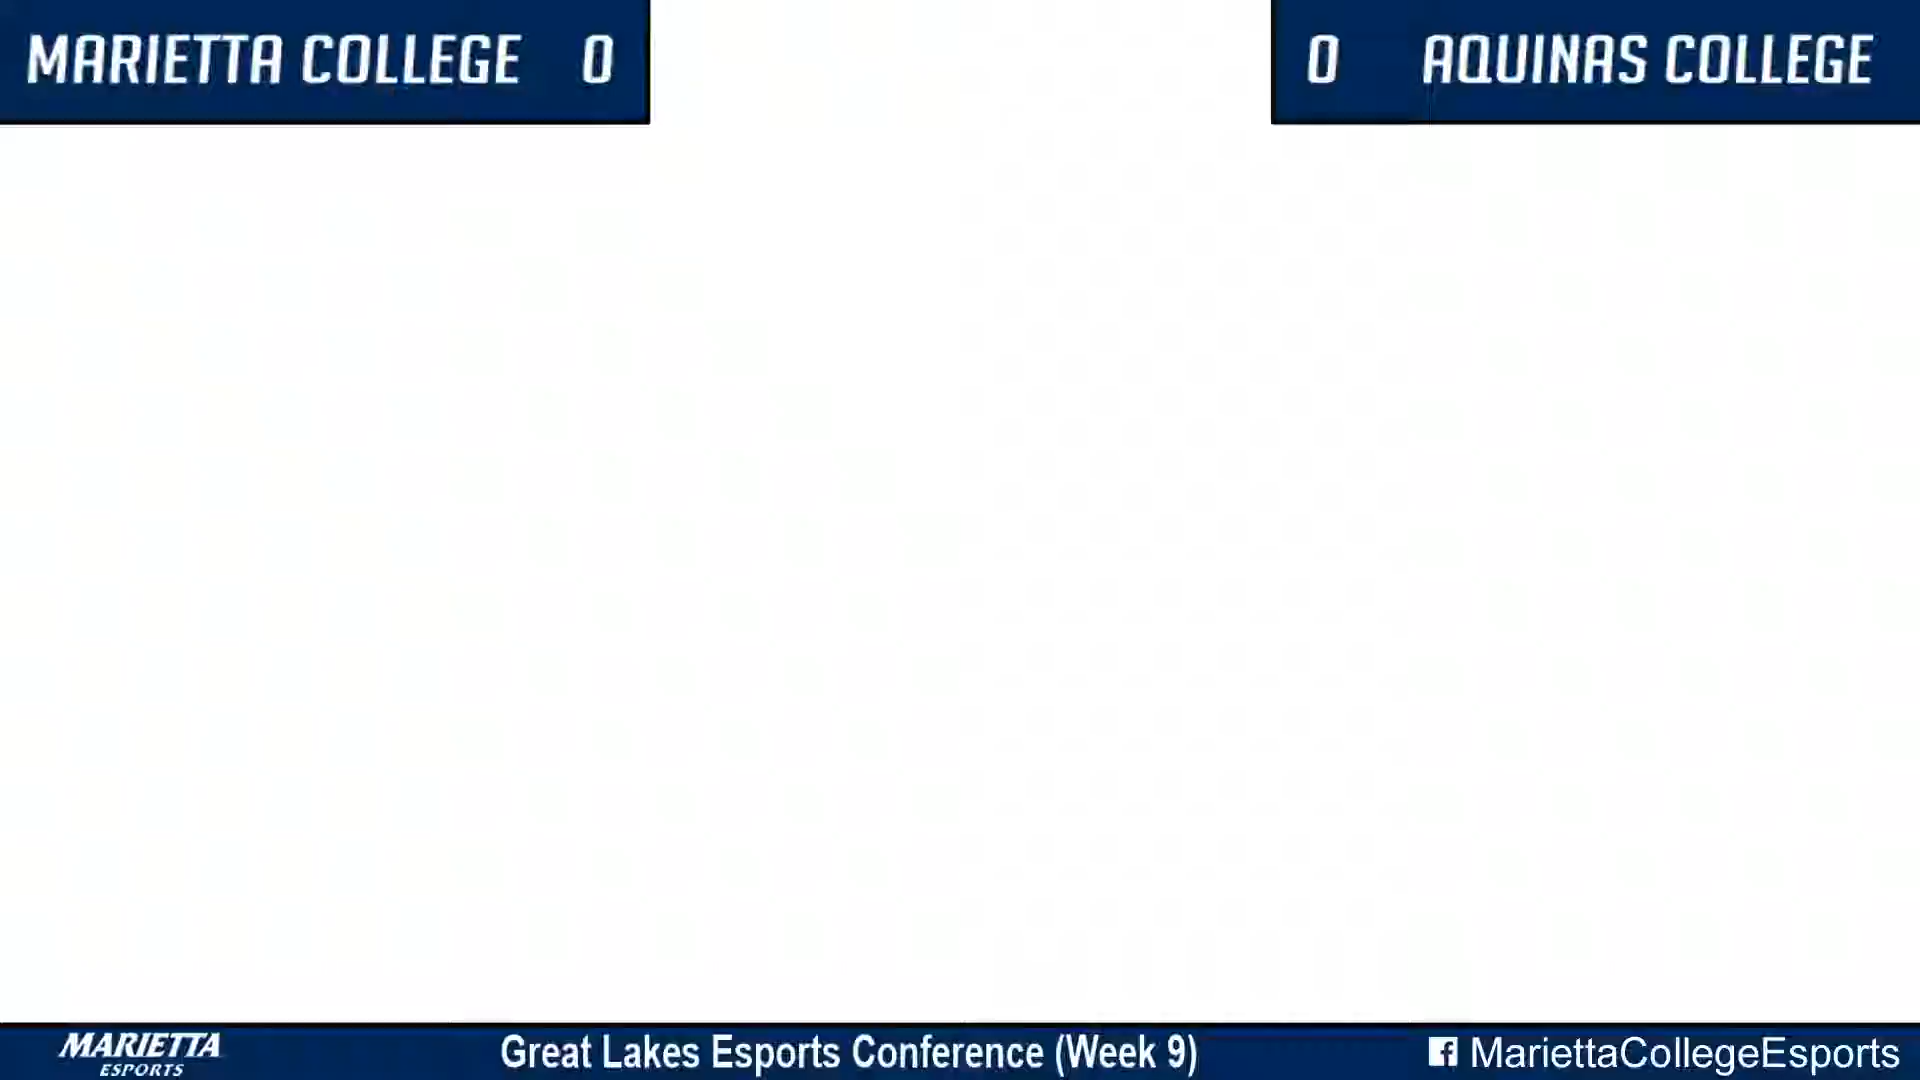 MARIETTA COLLEGE 0
0 AQUINAS COLLEGE
MARIETTA
ESPORTS
Great Lakes Esports Conference (Week 9)
MariettaCollegeEsports